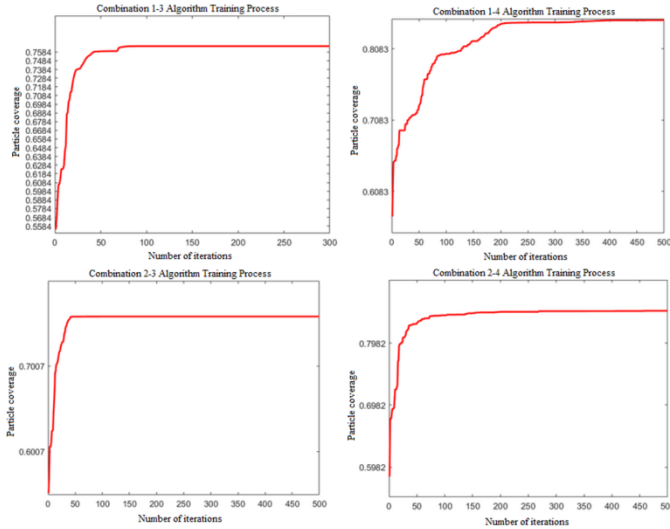 Combination 1-3 Algorithm Training Process
0.7584
0.7484
0.7384
0.7284
0.7184
0.7084
0.6984
0.6884
0.6784
0.6684
0.6584
0.6484
0.6384
0.6284
0.6184
0.6084
0.5984
0.5884
0.5784
0.5684
0.5584
Particle coverage
0 50 100 150 200 250 300
Number of iterations
Combination 1-4 Algorithm Training Process
0.8083
0.7083
0.6083
Particle coverage
0 50 100 150 200 250 300 350 400 450 500
Number of iterations
Combination 2-3 Algorithm Training Process
0.7007
0.6007
Particle coverage
0 50 100 150 200 250 300 350 400 450 500
Number of iterations
Combination 2-4 Algorithm Training Process
0.7982
0.6982
0.5982
Particle coverage
0 50 100 150 200 250 300 350 400 450 500
Number of iterations